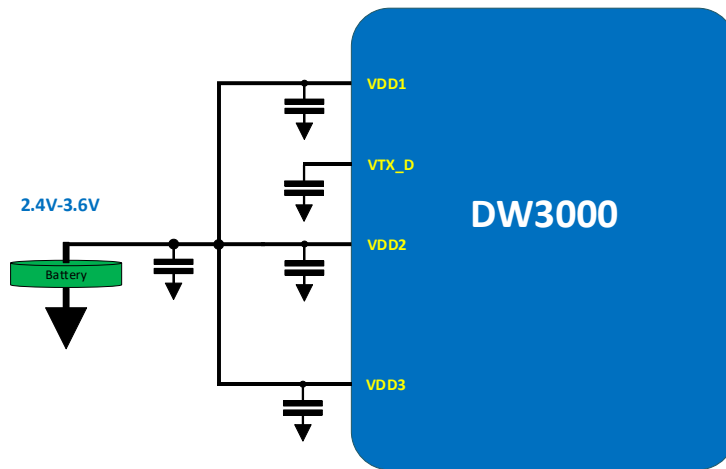 VDD1
VTX_D
2.4V-3.6V
DW3000
VDD2
Battery
VDD3